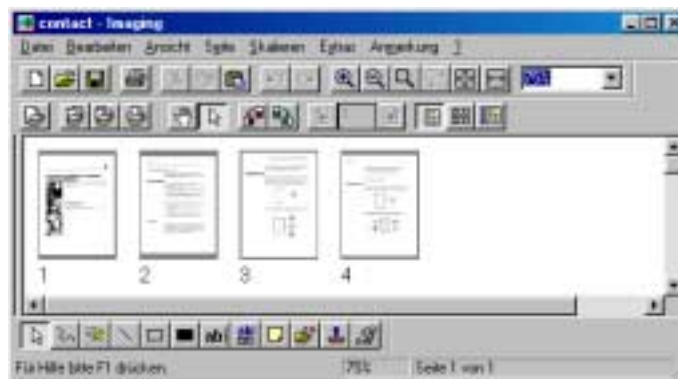 contact - Imaging
Datei Bearbeiten Ansicht Seite Skalieren Extras Anmerkung ?
1 2 3 4
ab
Für Hilfe bitte F1 drücken. 75% Seite 1 von 1